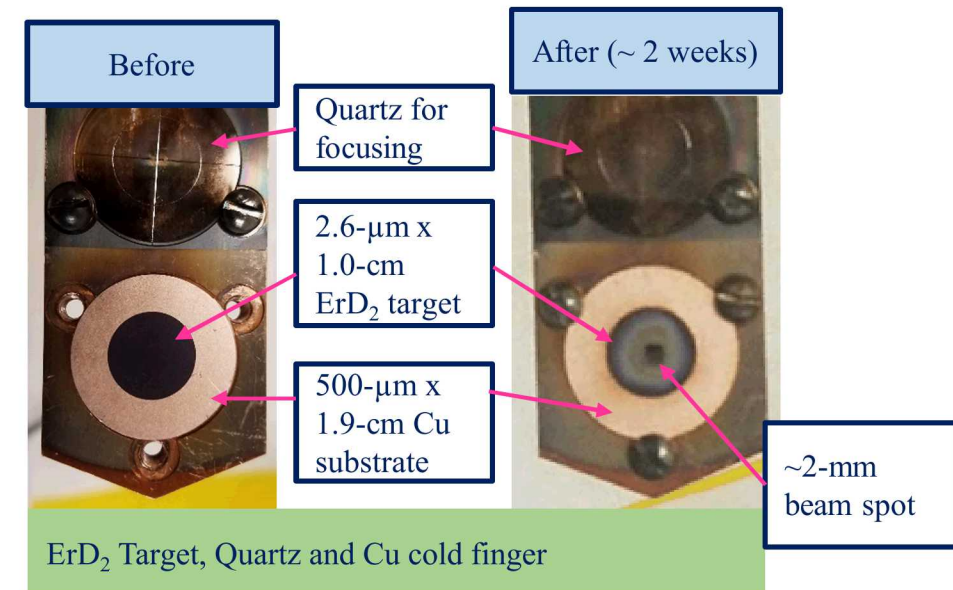 Before
After (~ 2 weeks)
Quartz for
focusing
2.6-µm x
1.0-cm
ErD₂ target
500-µm x
1.9-cm Cu
substrate
~2-mm
beam spot
ErD₂ Target, Quartz and Cu cold finger